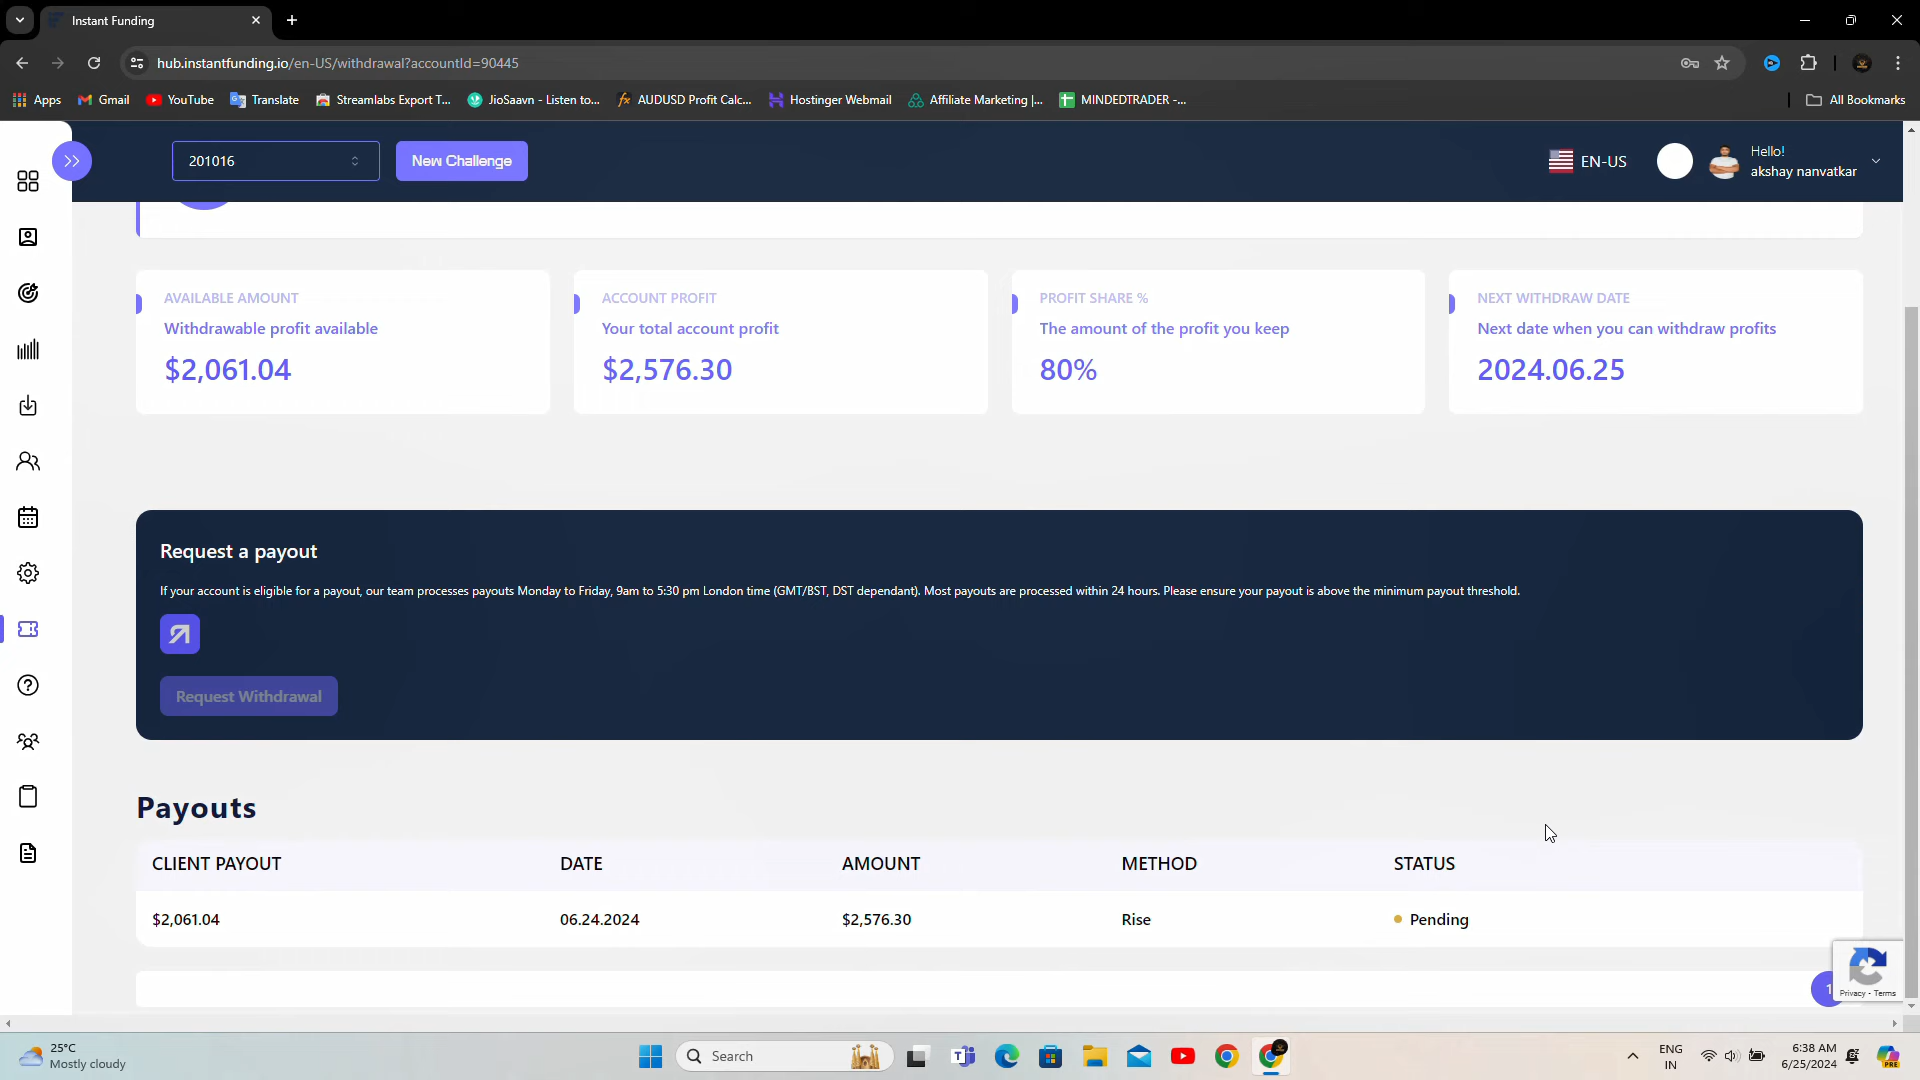 Instant Funding
hub.instantfunding.io/en-US/withdrawal?accountId=90445
Apps
Gmail
YouTube
Translate
Streamlabs Export T...
JioSaavn - Listen to...
AUDUSD Profit Calc...
Hostinger Webmail
Affiliate Marketing |...
MINDEDTRADER -...
All Bookmarks
201016
New Challenge
EN-US
Hello!
akshay nanvatkar
AVAILABLE AMOUNT
Withdrawable profit available
$2,061.04
ACCOUNT PROFIT
Your total account profit
$2,576.30
PROFIT SHARE %
The amount of the profit you keep
80%
NEXT WITHDRAW DATE
Next date when you can withdraw profits
2024.06.25
Request a payout
If your account is eligible for a payout, our team processes payouts Monday to Friday, 9am to 5:30 pm London time (GMT/BST, DST dependant). Most payouts are processed within 24 hours. Please ensure your payout is above the minimum payout threshold.
Request Withdrawal
Payouts
CLIENT PAYOUT DATE AMOUNT METHOD STATUS
$2,061.04 06.24.2024 $2,576.30 Rise Pending
1
Privacy - Terms
25°C
Mostly cloudy
Search
ENG
IN
6:38 AM
6/25/2024
PRE